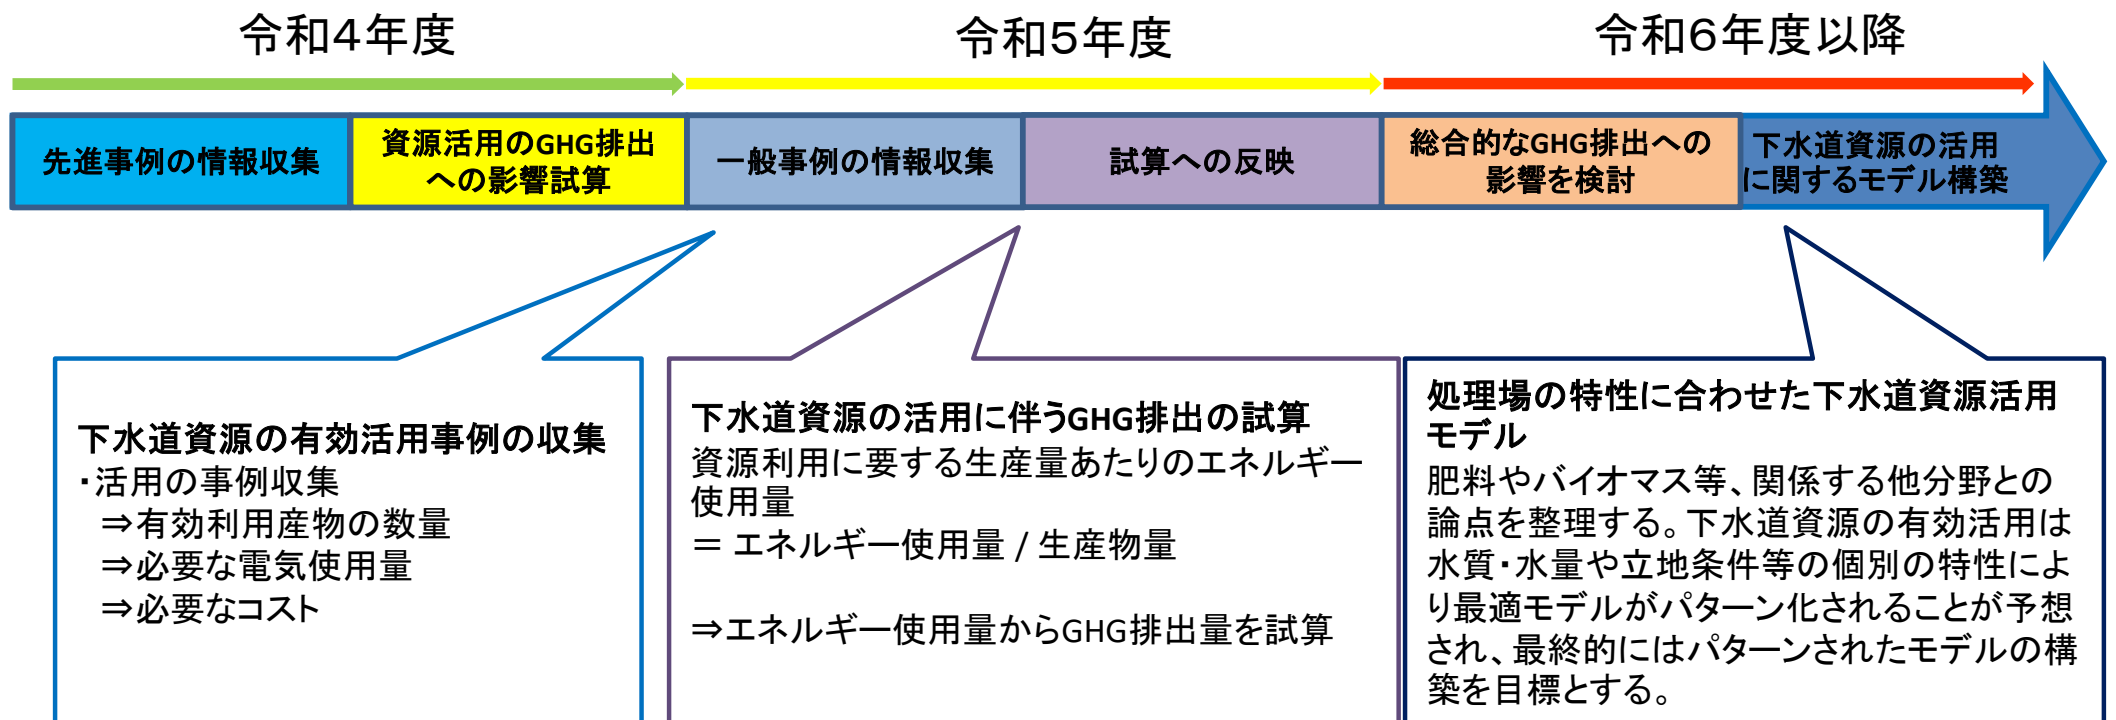 令和4年度
令和5年度
令和6年度以降
先進事例の情報収集
資源活用のGHG排出
への影響試算
一般事例の情報収集
試算への反映
総合的なGHG排出への
影響を検討
下水道資源の活用
に関するモデル構築
下水道資源の有効活用事例の収集
・活用の事例収集
⇒有効利用産物の数量
⇒必要な電気使用量
⇒必要なコスト
下水道資源の活用に伴うGHG排出の試算
資源利用に要する生産量あたりのエネルギー
使用量
= エネルギー使用量 / 生産物量
⇒エネルギー使用量からGHG排出量を試算
処理場の特性に合わせた下水道資源活用
モデル
肥料やバイオマス等、関係する他分野との
論点を整理する。下水道資源の有効活用は
水質・水量や立地条件等の個別の特性によ
り最適モデルがパターン化されることが予想
され、最終的にはパターンされたモデルの構
築を目標とする。